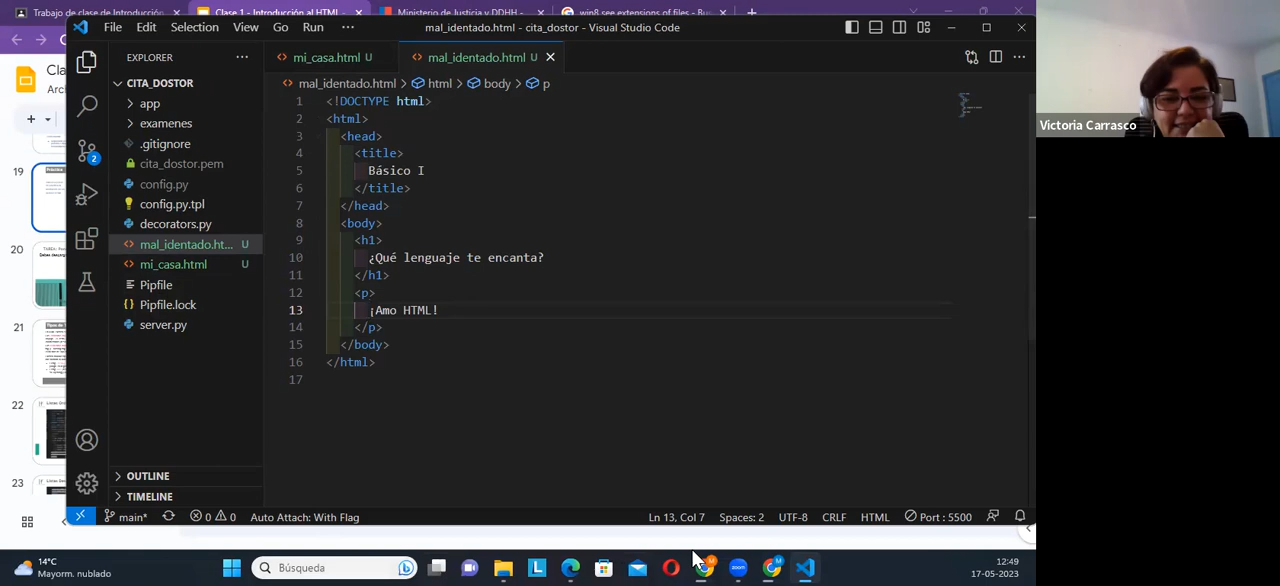 Trabajo de clase de Introducción
Clase 1 - Introducción al HTML -
Ministerio de Justicia y DDHH -
win8 see extensions of files - Bus
File Edit Selection View Go Run ...
mal_identado.html - cita_dostor - Visual Studio Code
EXPLORER ...
mi_casa.html U
mal_identado.html U
Cla
Arc
mal_identado.html > html > body > p
CITA_DOSTOR
app
examenes
.gitignore
cita_dostor.pem
config.py
config.py.tpl
decorators.py
mal_identado.ht... U
mi_casa.html U
Pipfile
Pipfile.lock
server.py
OUTLINE
TIMELINE
2
1 <!DOCTYPE html>
2 <html>
3 <head>
4 <title>
5 Básico I
6 </title>
7 </head>
8 <body>
9 <h1>
10 ¿Qué lenguaje te encanta?
11 </h1>
12 <p>
13 ¡Amo HTML!
14 </p>
15 </body>
16 </html>
17
19
20
21
22
23
main* 0 0 Auto Attach: With Flag Ln 13, Col 7 Spaces: 2 UTF-8 CRLF HTML Port : 5500
Victoria Carrasco
14°C
Mayorm. nublado
Búsqueda
12:49
17-05-2023